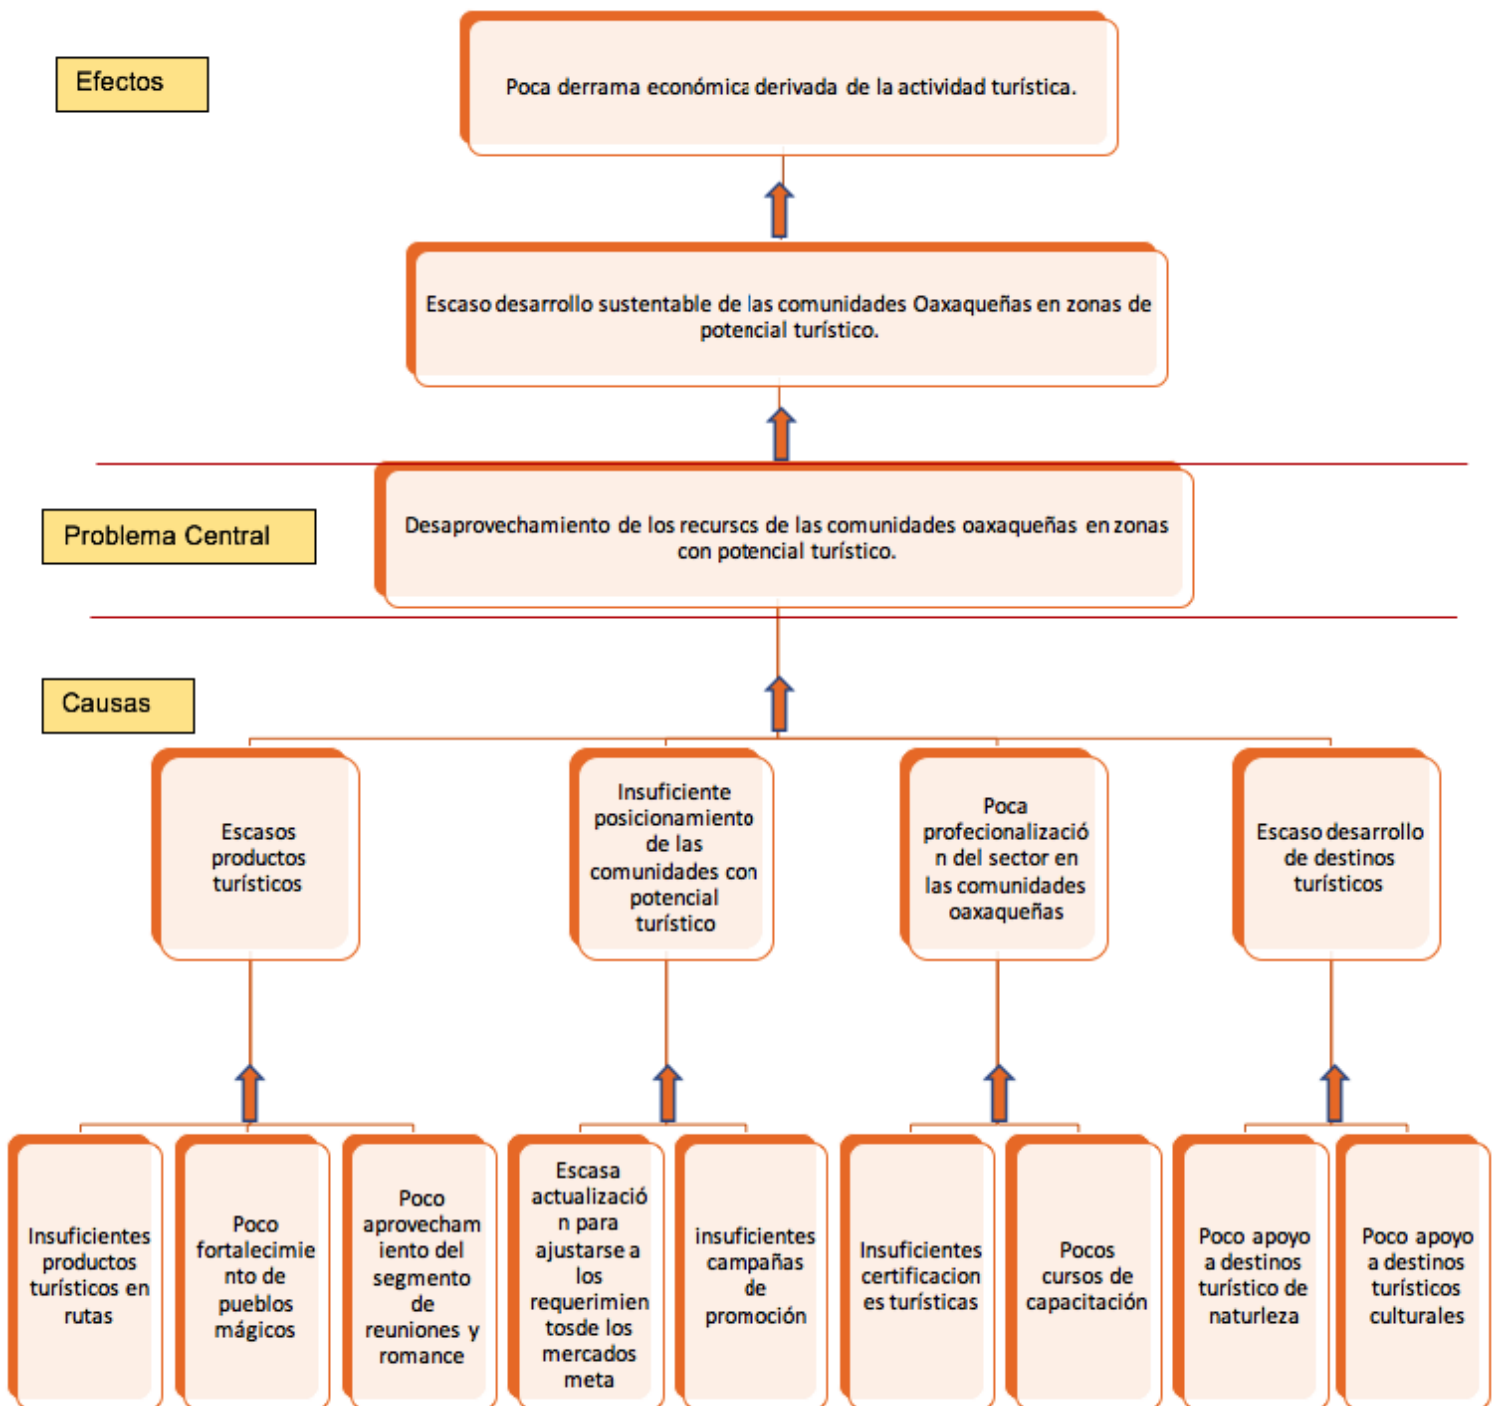 Efectos
Poca derrama económica derivada de la actividad turística.
Escaso desarrollo sustentable de las comunidades Oaxaqueñas en zonas de
potencial turístico.
Problema Central
Desaprovechamiento de los recursos de las comunidades oaxaqueñas en zonas
con potencial turístico.
Causas
Escasos
productos
turísticos
Insuficiente
posicionamiento
de las
comunidades con
potencial
turístico
Poca
profecionalizació
n del sector en
las comunidades
oaxaqueñas
Escaso desarrollo
de destinos
turísticos
Insuficientes
productos
turísticos en
rutas
Poco
fortalecimie
nto de
pueblos
mágicos
Poco
aprovecham
iento del
segmento
de
reuniones y
romance
Escasa
actualizació
n para
ajustarse a
los
requerimien
tosde los
mercados
meta
insuficientes
campañas
de
promoción
Insuficientes
certificacion
es turísticas
Pocos
cursos de
capacitación
Poco apoyo
a destinos
turístico de
naturleza
Poco apoyo
a destinos
turísticos
culturales